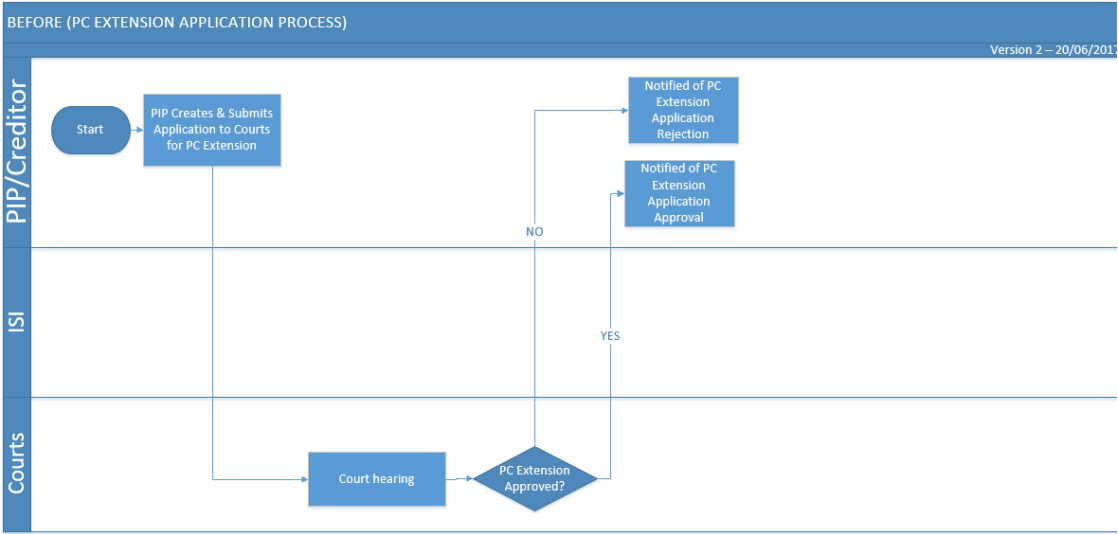 BEFORE (PC EXTENSION APPLICATION PROCESS)
Version 2 – 20/06/2017
PIP/Creditor
Start
PIP Creates & Submits
Application to Courts
for PC Extension
Notified of PC
Extension
Application
Rejection
Notified of PC
Extension
Application
Approval
NO
ISI
YES
Courts
Court hearing
PC Extension
Approved?